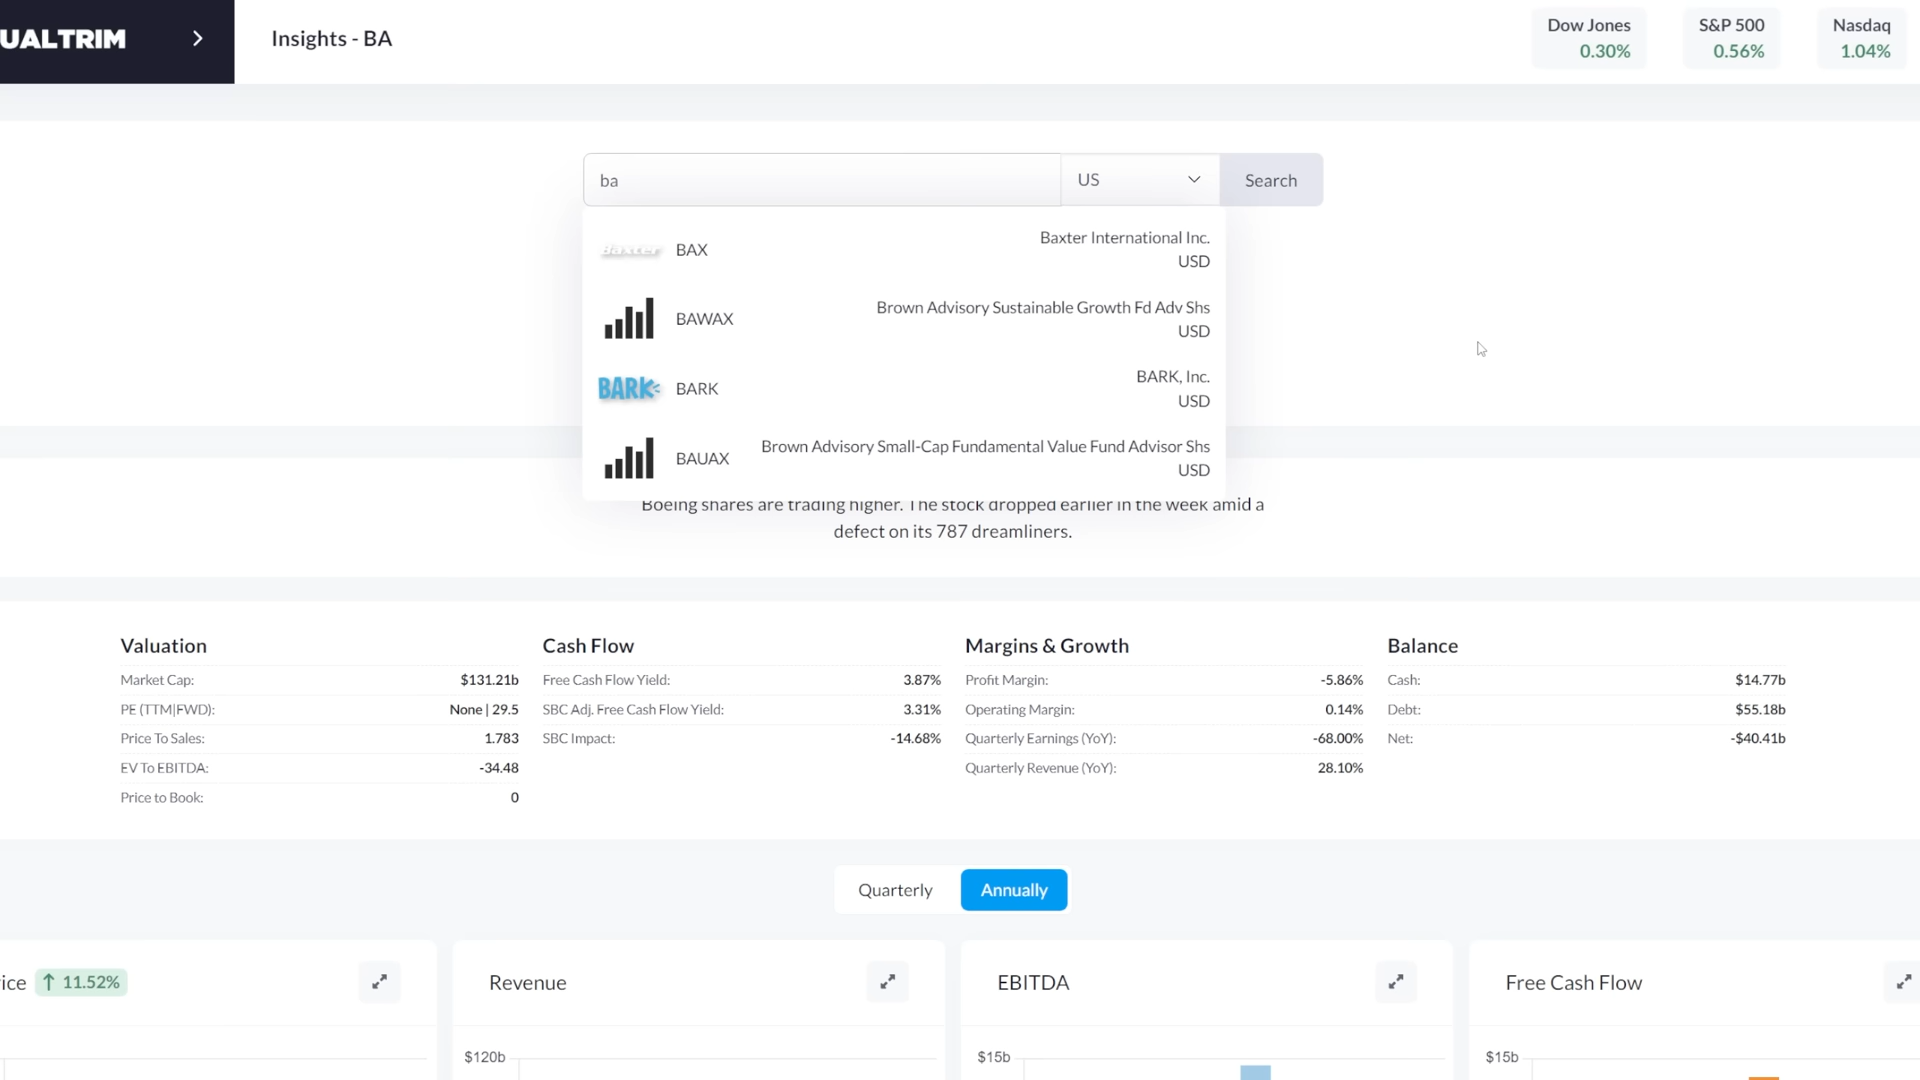 UALTRIM
Insights - BA
Dow Jones
0.30%
S&P 500
0.56%
Nasdaq
1.04%
ba
US
Search
Baxter
BAX
Baxter International Inc.
USD
BAWAX
Brown Advisory Sustainable Growth Fd Adv Shs
USD
BARK
BARK
BARK, Inc.
USD
BAUAX
Brown Advisory Small-Cap Fundamental Value Fund Advisor Shs
USD
Boeing shares are trading higher. The stock dropped earlier in the week amid a
defect on its 787 dreamliners.
Valuation
Market Cap: $131.21b
PE (TTM|FWD): None | 29.5
Price To Sales: 1.783
EV To EBITDA: -34.48
Price to Book: 0
Cash Flow
Free Cash Flow Yield: 3.87%
SBC Adj. Free Cash Flow Yield: 3.31%
SBC Impact: -14.68%
Margins & Growth
Profit Margin: -5.86%
Operating Margin: 0.14%
Quarterly Earnings (YoY): -68.00%
Quarterly Revenue (YoY): 28.10%
Balance
Cash: $14.77b
Debt: $55.18b
Net: -$40.41b
Quarterly
Annually
ice ↑ 11.52%
Revenue
EBITDA
Free Cash Flow
$120b
$15b
$15b